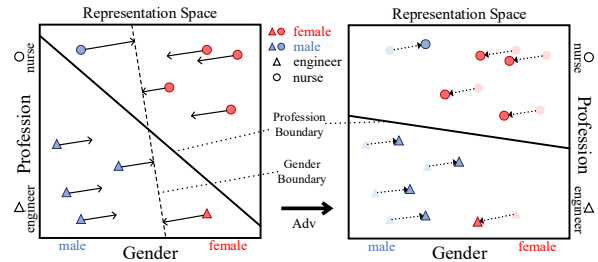 Representation Space
Representation Space
female
male
engineer
nurse
nurse
nurse
Profession
Profession
Profession
Boundary
Gender
Boundary
engineer
engineer
Adv
male
female
male
female
Gender
Gender